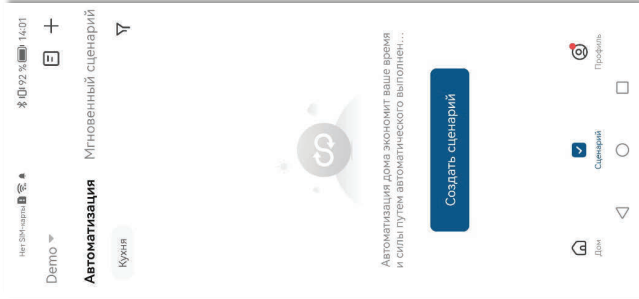 Нет SIM-карты 92 % 14:01
Demo
Автоматизация Мгновенный сценарий
Кухня
Автоматизация дома экономит ваше время
и силы путем автоматического выполнен...
Создать сценарий
Дом Сценарий Профиль